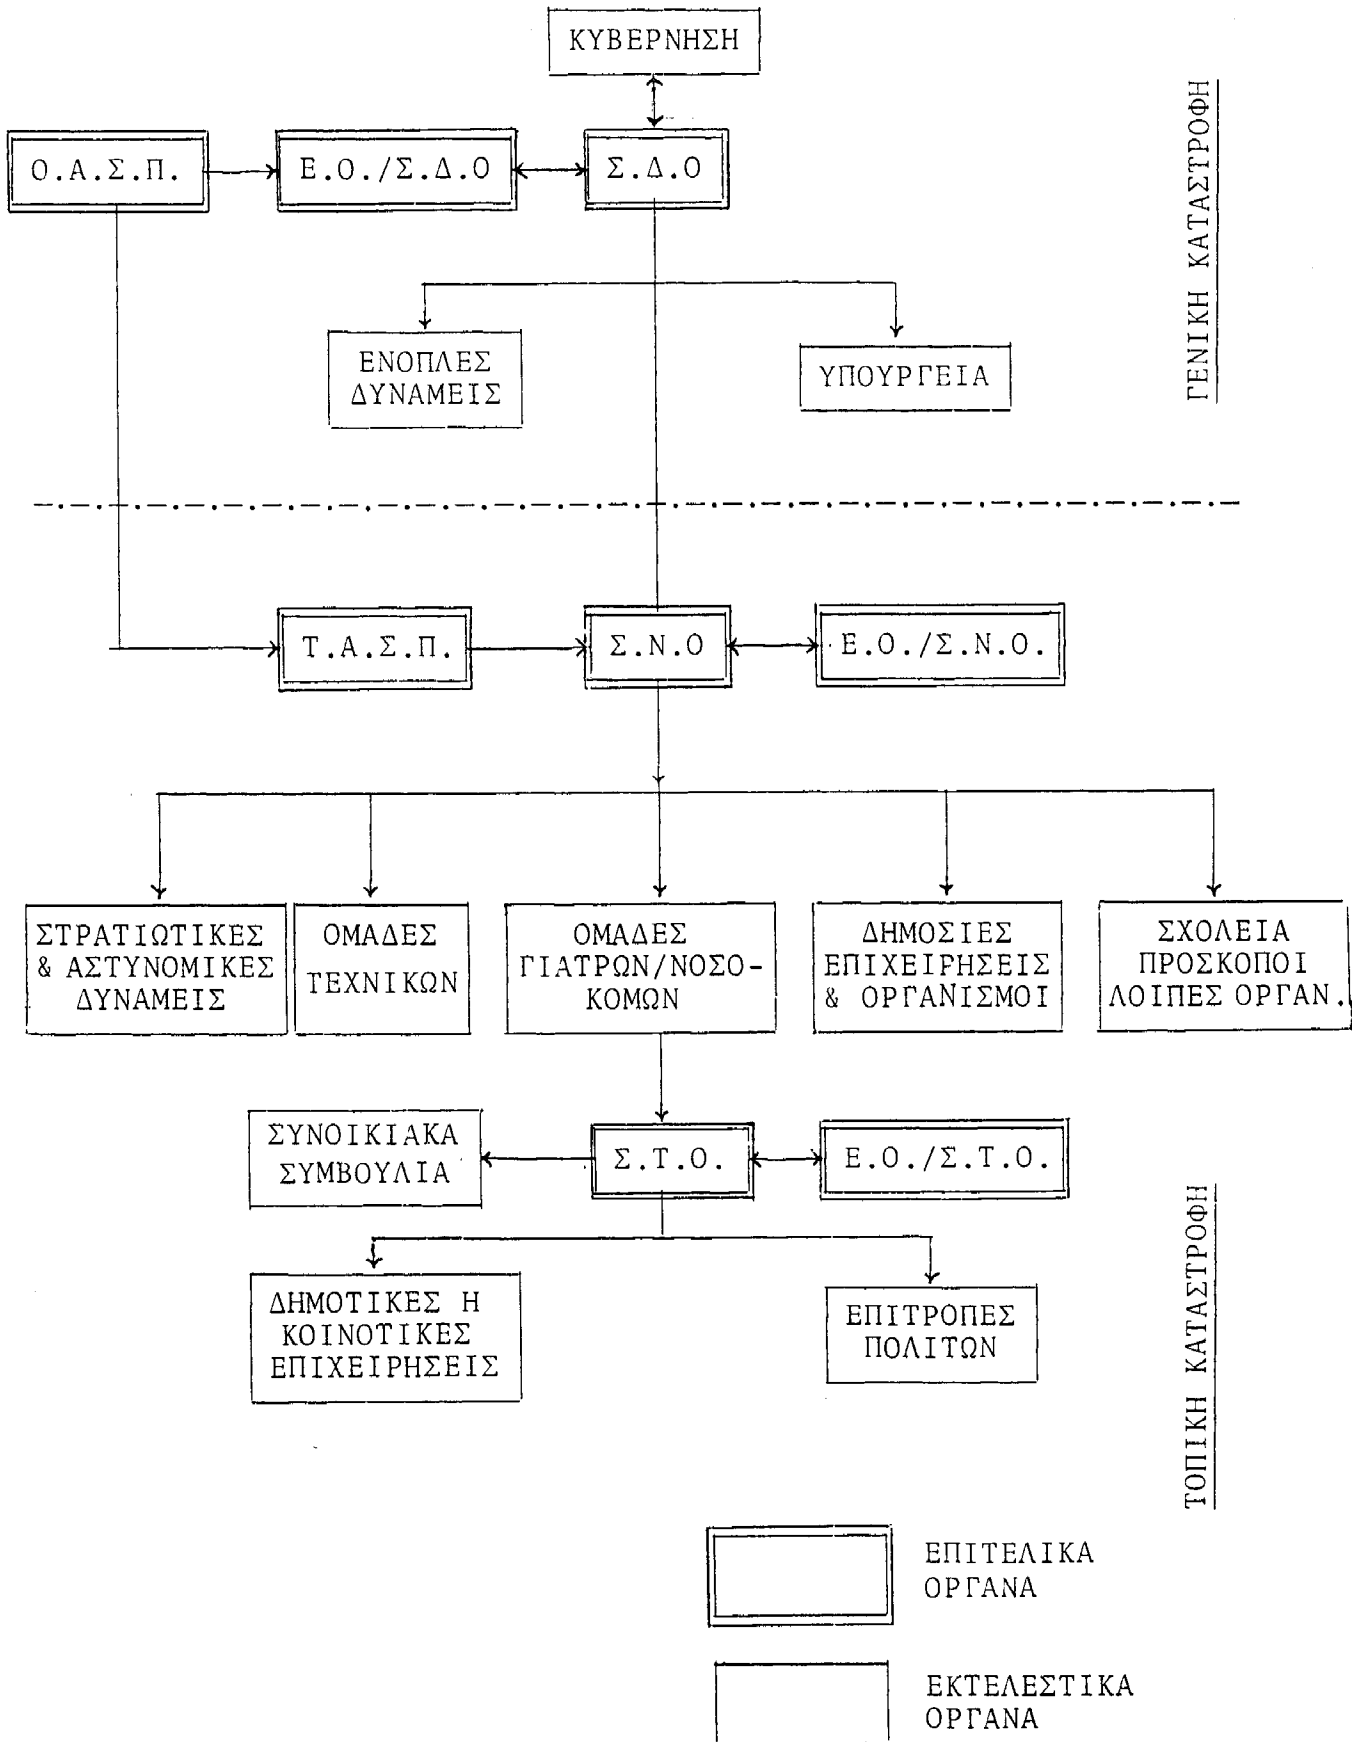 ΚΥΒΕΡΝΗΣΗ
Ο.Α.Σ.Π.
Ε.Ο./Σ.Δ.Ο
Σ.Δ.Ο
ΓΕΝΙΚΗ ΚΑΤΑΣΤΡΟΦΗ
ΕΝΟΠΛΕΣ
ΔΥΝΑΜΕΙΣ
ΥΠΟΥΡΓΕΙΑ
Τ.Α.Σ.Π.
Σ.Ν.Ο
Ε.Ο./Σ.Ν.Ο.
ΣΤΡΑΤΙΩΤΙΚΕΣ
& ΑΣΤΥΝΟΜΙΚΕΣ
ΔΥΝΑΜΕΙΣ
ΟΜΑΔΕΣ
ΤΕΧΝΙΚΩΝ
ΟΜΑΔΕΣ
ΓΙΑΤΡΩΝ/ΝΟΣΟ-
ΚΟΜΩΝ
ΔΗΜΟΣΙΕΣ
ΕΠΙΧΕΙΡΗΣΕΙΣ
& ΟΡΓΑΝΙΣΜΟΙ
ΣΧΟΛΕΙΑ
ΠΡΟΣΚΟΠΟΙ
ΛΟΙΠΕΣ ΟΡΓΑΝ.
ΣΥΝΟΙΚΙΑΚΑ
ΣΥΜΒΟΥΛΙΑ
Σ.Τ.Ο.
Ε.Ο./Σ.Τ.Ο.
ΔΗΜΟΤΙΚΕΣ Η
ΚΟΙΝΟΤΙΚΕΣ
ΕΠΙΧΕΙΡΗΣΕΙΣ
ΕΠΙΤΡΟΠΕΣ
ΠΟΛΙΤΩΝ
ΤΟΠΙΚΗ ΚΑΤΑΣΤΡΟΦΗ
ΕΠΙΤΕΛΙΚΑ
ΟΡΓΑΝΑ
ΕΚΤΕΛΕΣΤΙΚΑ
ΟΡΓΑΝΑ